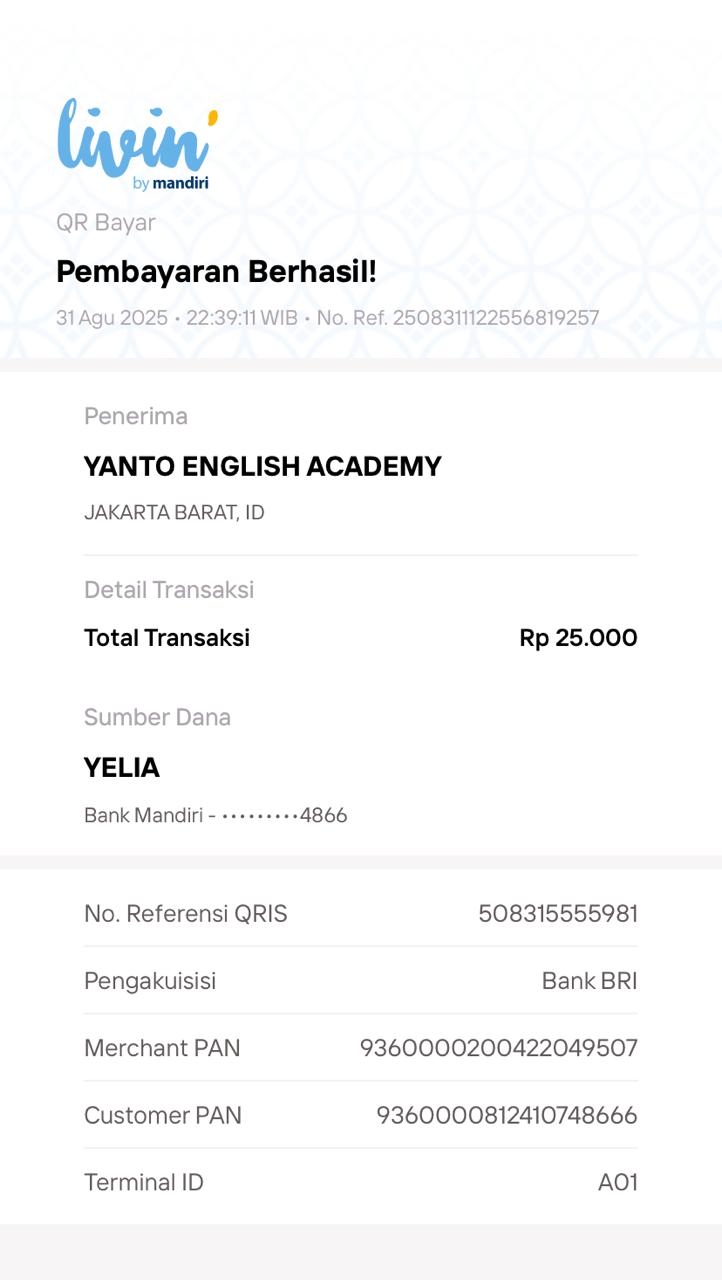 livin'
by mandiri
QR Bayar
Pembayaran Berhasil!
31 Agu 2025 • 22:39:11 WIB • No. Ref. 2508311122556819257
Penerima
YANTO ENGLISH ACADEMY
JAKARTA BARAT, ID
Detail Transaksi
Total Transaksi Rp 25.000
Sumber Dana
YELIA
Bank Mandiri - •••••••••4866
No. Referensi QRIS 508315555981
Pengakuisisi Bank BRI
Merchant PAN 9360000200422049507
Customer PAN 9360000812410748666
Terminal ID A01